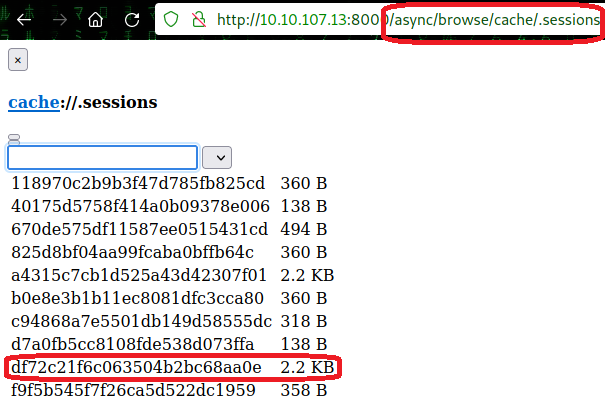 http://10.10.107.13:8000/async/browse/cache/.sessions
×
cache://.sessions
118970c2b9b3f47d785fb825cd 360 B
40175d5758f414a0b09378e006 138 B
670de575df11587ee0515431cd 494 B
825d8bf04aa99fcaba0bffb64c 360 B
a4315c7cb1d525a43d42307f01 2.2 KB
b0e8e3b1b11ec8081dfc3cca80 360 B
c94868a7e5501db149d58555dc 318 B
d7a0fb5cc8108fde538d073ffa 138 B
df72c21f6c063504b2bc68aa0e 2.2 KB
f9f5b545f7f26ca5d522dc1959 358 B